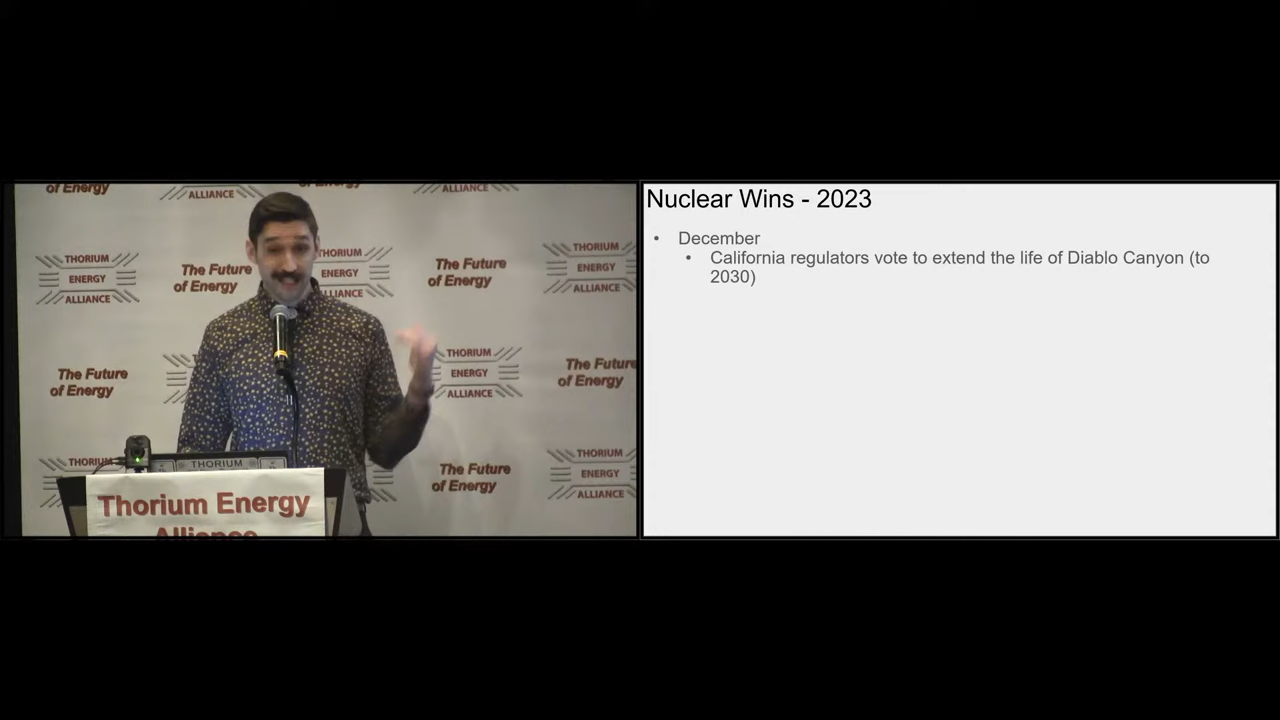 of Energy
ALLIANCE
of Energy
ALLIANCE
THORIUM
ENERGY
ALLIANCE
The Future
of Energy
THORIUM
ENERGY
ALLIANCE
The Future
of Energy
THORIUM
ENERGY
ALLIANCE
The Future
of Energy
THORIUM
ENERGY
ALLIANCE
The Future
of Energy
THORIUM
The Future
of Energy
THORIUM
ENERGY
ALLIANCE
THORIUM
Thorium Energy
Alliance
Nuclear Wins - 2023
• December
• California regulators vote to extend the life of Diablo Canyon (to
2030)